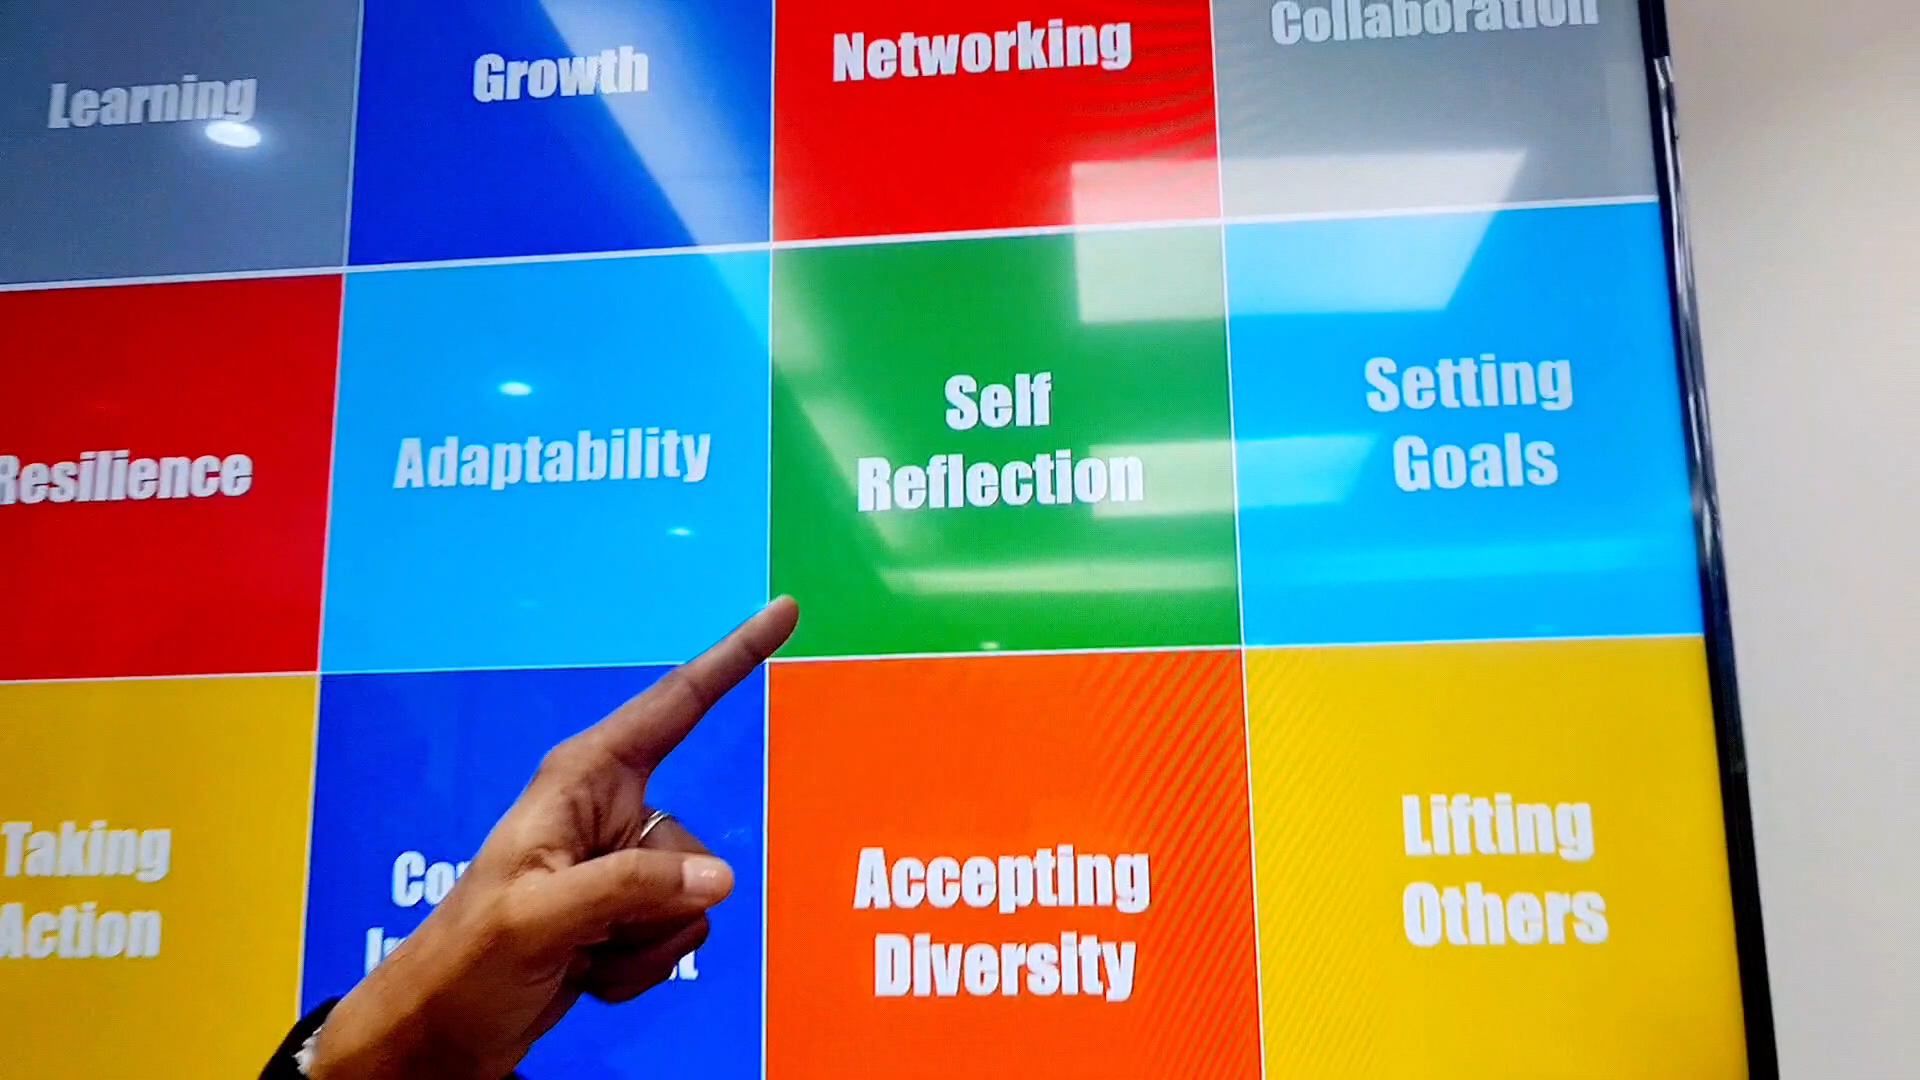 Learning
Growth
Networking
Collaboration
Resilience
Adaptability
Self
Reflection
Setting
Goals
Taking
Action
Accepting
Diversity
Lifting
Others